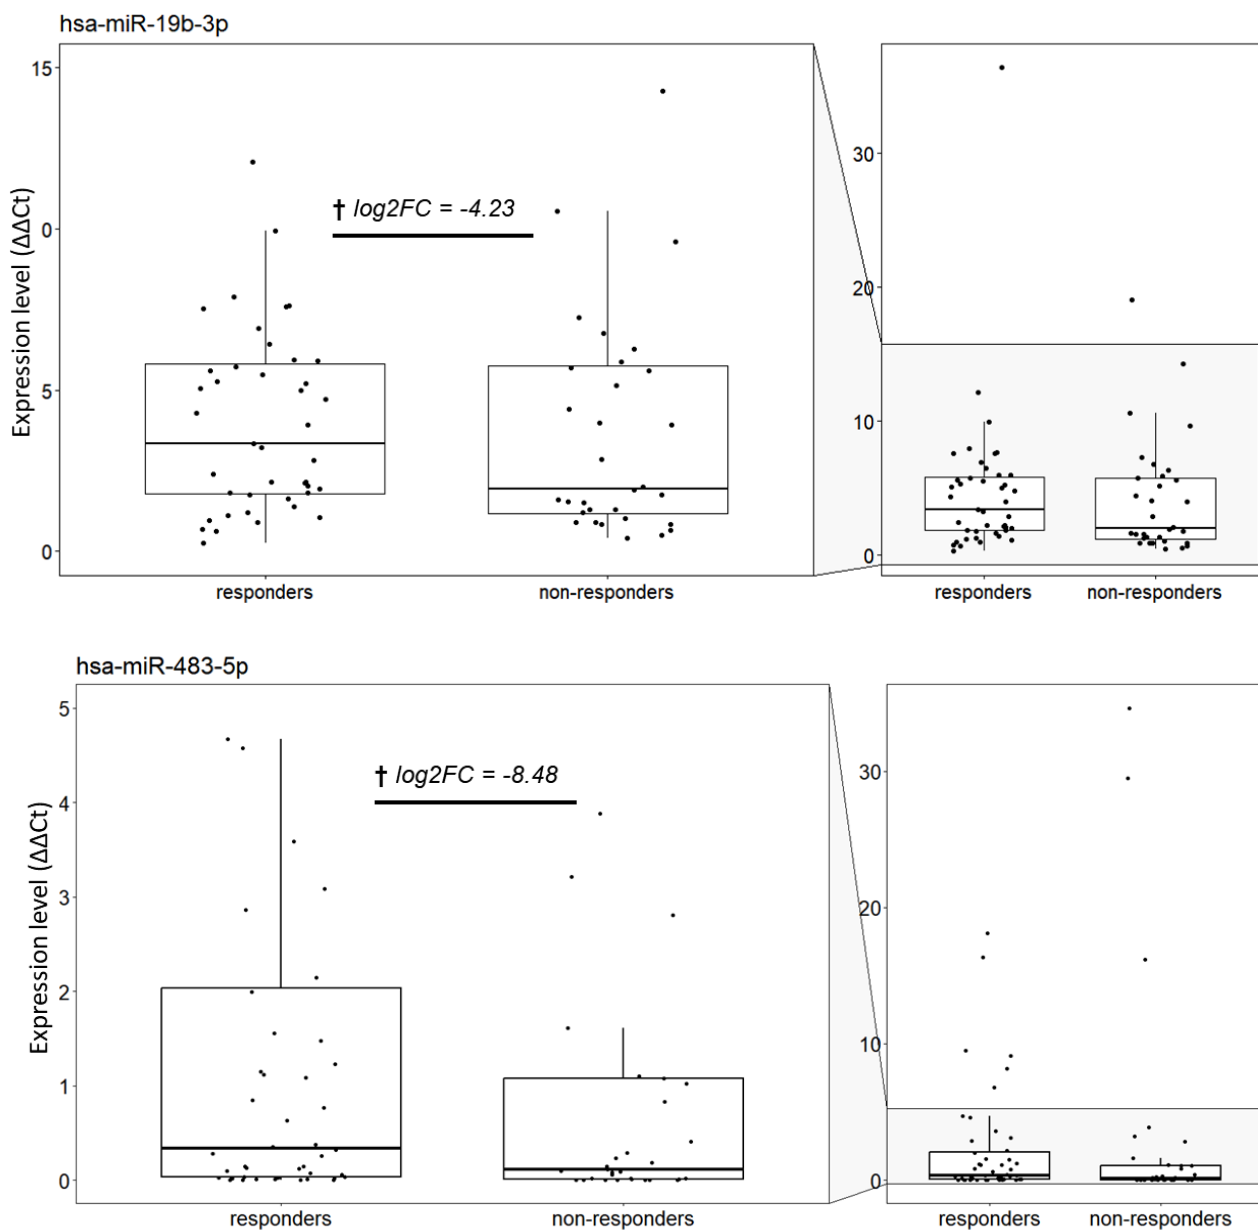 hsa-miR-19b-3p
Expression level (ΔΔCt)
15
0
5
0
† log2FC = -4.23
responders
non-responders
30
20
10
0
responders
non-responders
hsa-miR-483-5p
Expression level (ΔΔCt)
5
4
3
2
1
0
† log2FC = -8.48
responders
non-responders
30
20
10
0
responders
non-responders